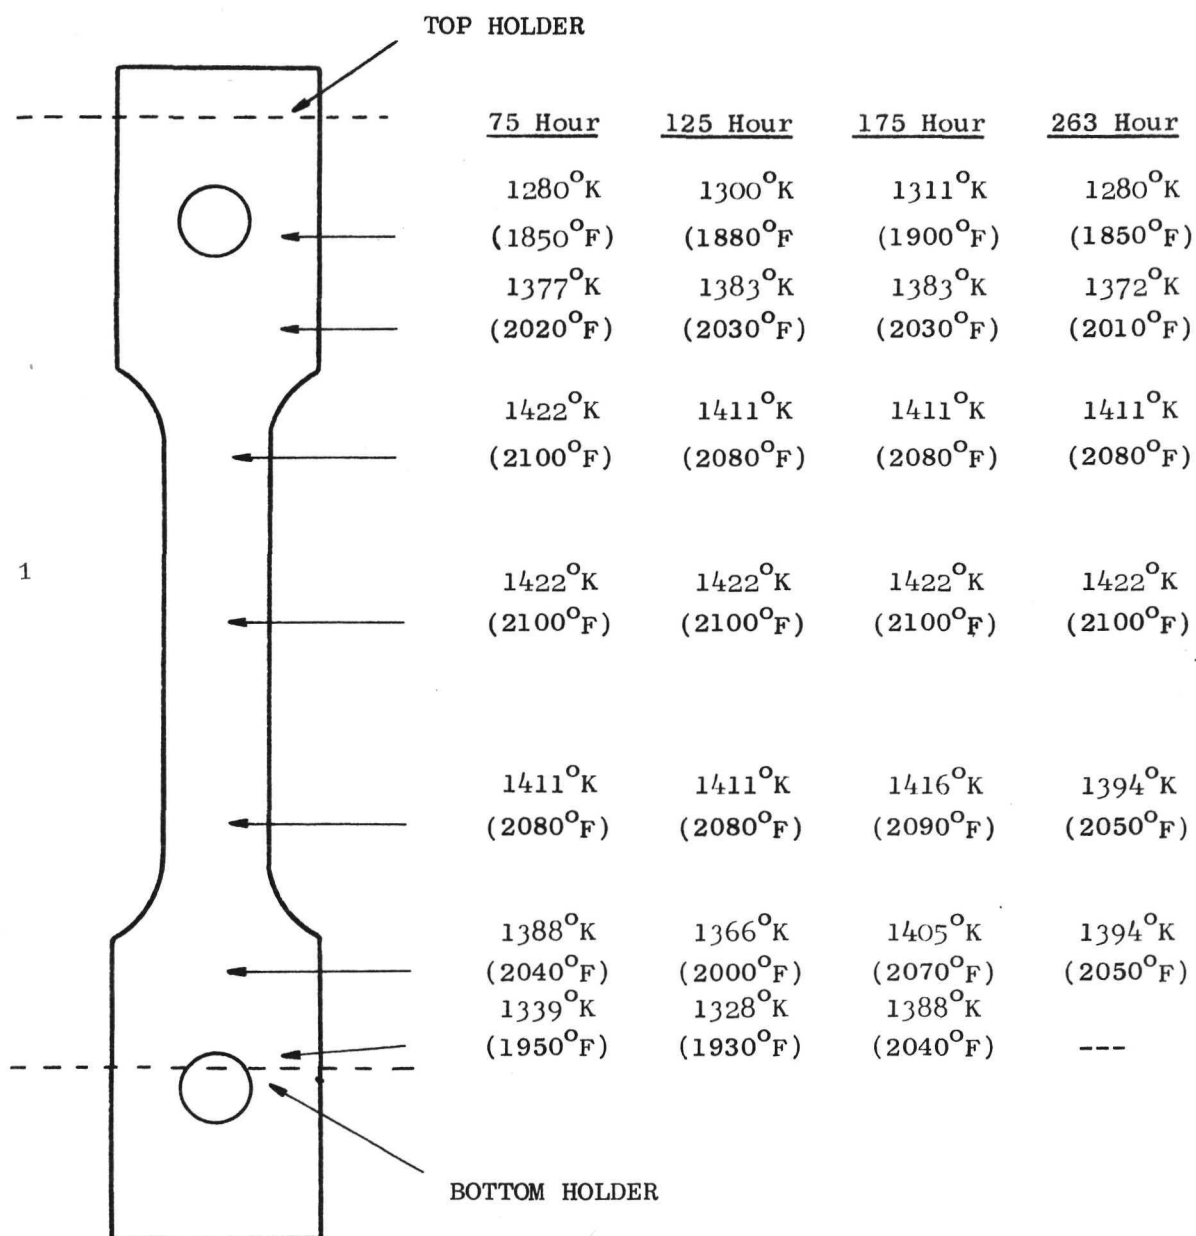 TOP HOLDER
75 Hour 125 Hour 175 Hour 263 Hour
1280°K 1300°K 1311°K 1280°K
(1850°F) (1880°F (1900°F) (1850°F)
1377°K 1383°K 1383°K 1372°K
(2020°F) (2030°F) (2030°F) (2010°F)
1422°K 1411°K 1411°K 1411°K
(2100°F) (2080°F) (2080°F) (2080°F)
1
1422°K 1422°K 1422°K 1422°K
(2100°F) (2100°F) (2100°F) (2100°F)
1411°K 1411°K 1416°K 1394°K
(2080°F) (2080°F) (2090°F) (2050°F)
1388°K 1366°K 1405°K 1394°K
(2040°F) (2000°F) (2070°F) (2050°F)
1339°K 1328°K 1388°K
(1950°F) (1930°F) (2040°F) ---
BOTTOM HOLDER